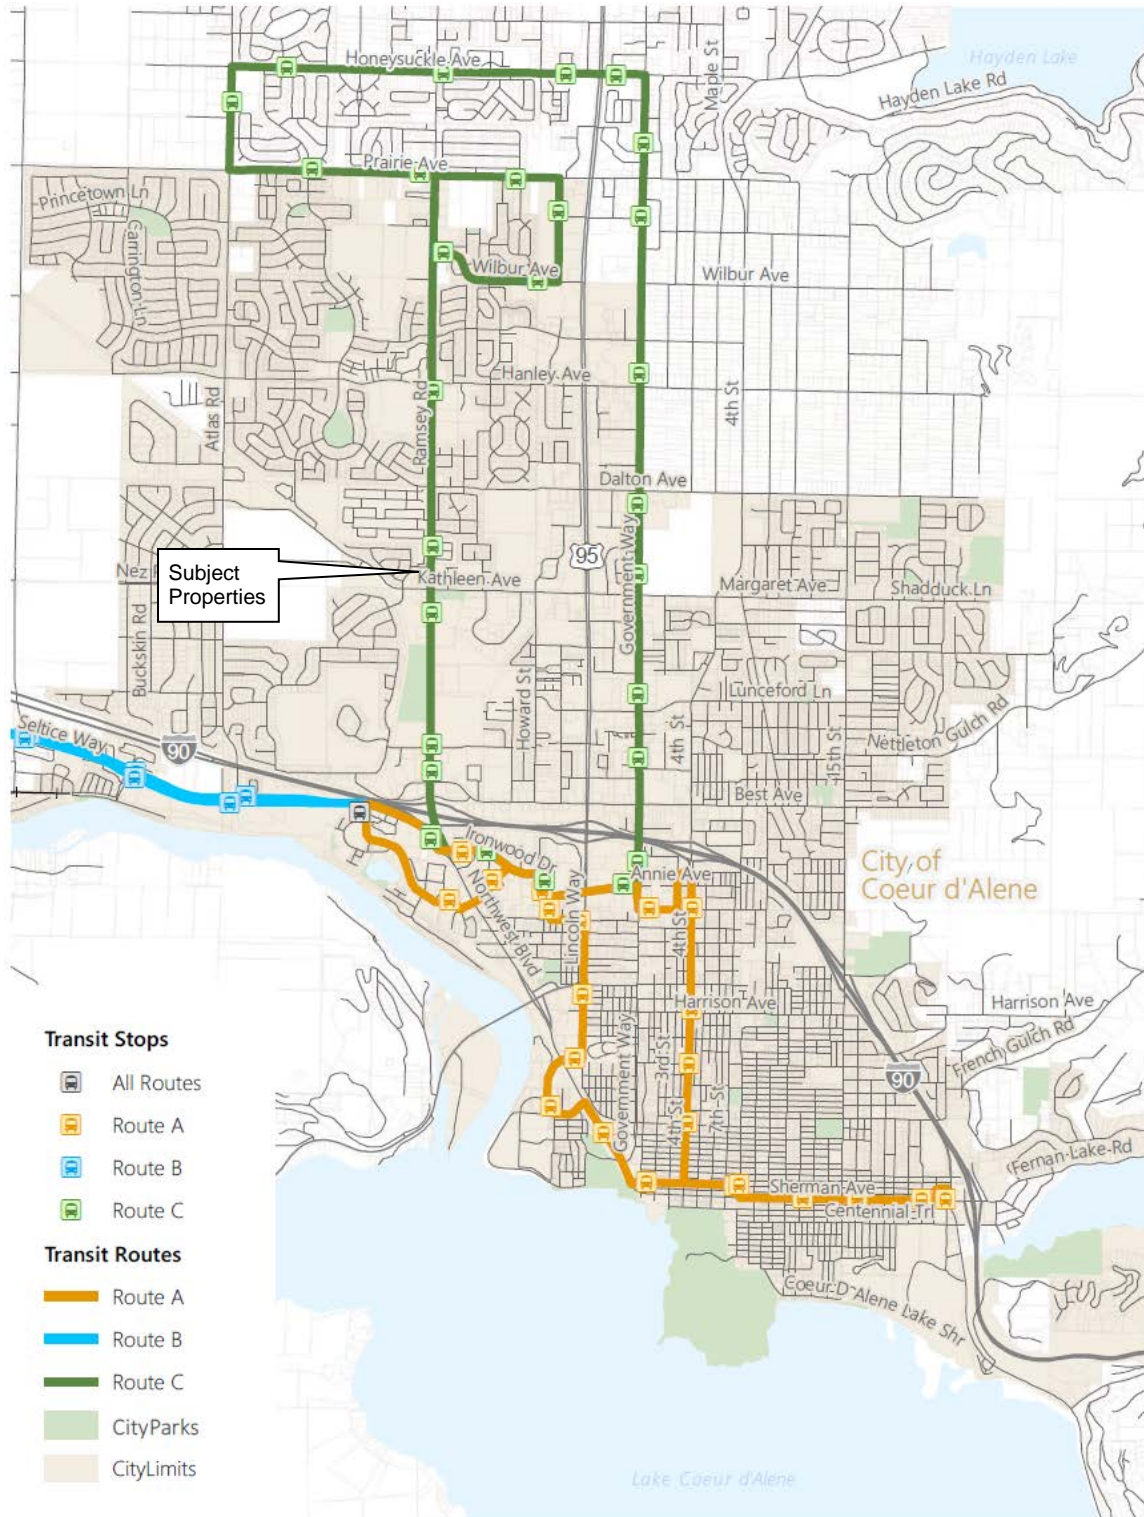 Hayden Lake
Honeysuckle Ave
Maple St
Hayden Lake Rd
Prairie Ave
Princetown Ln
Carrington Ln
Wilbur Ave
Wilbur Ave
Hanley Ave
Atlas Rd
Ramsey Rd
4th St
Dalton Ave
95
Government Way
Subject
Properties
Nez
Kathleen Ave
Margaret Ave
Shadduck Ln
Buckskin Rd
Howard St
Lunceford Ln
Seltice Way
90
4th St
15th St
Nettleton Gulch Rd
Best Ave
Ironwood Dr
Annie Ave
City of
Coeur d'Alene
Northwest Blvd
Lincoln Way
4th St
Harrison Ave
Harrison Ave
French Gulch Rd
90
Government Way
3rd St
4th St
7th St
Fernan Lake Rd
Sherman Ave
Centennial Trl
Coeur D Alene Lake Shr
Lake Coeur d'Alene
Transit Stops
All Routes
Route A
Route B
Route C
Transit Routes
Route A
Route B
Route C
CityParks
CityLimits